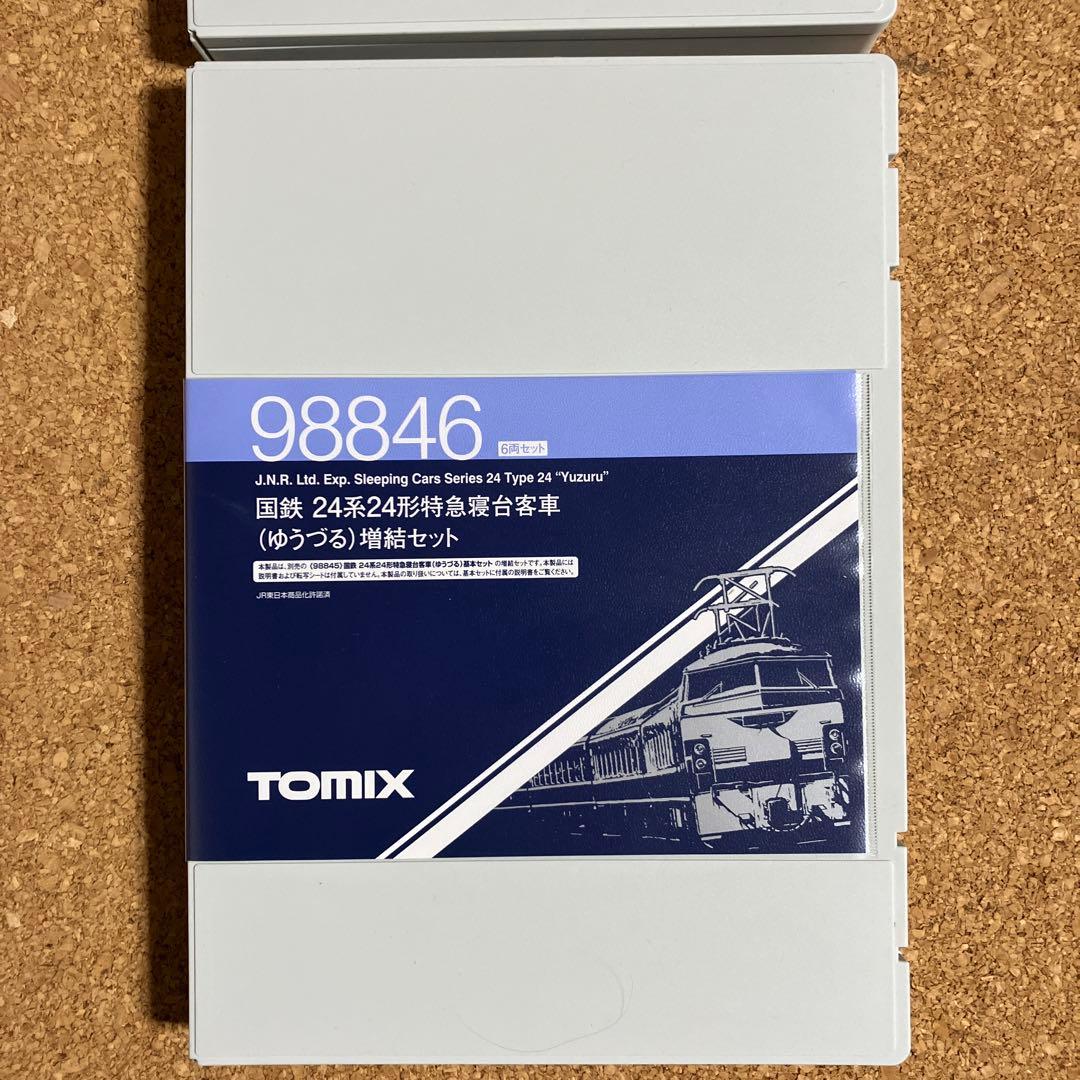 98846 6両セット
J.N.R. Ltd. Exp. Sleeping Cars Series 24 Type 24 “Yuzuru”
国鉄 24系24形特急寝台客車
(ゆうづる)増結セット
本製品は、別売の〈98845〉国鉄 24系24形特急寝台客車(ゆうづる)基本セット の増結セットです。本製品には
説明書および転写シートは付属していません。本製品の取り扱いについては、基本セットに付属の説明書をご覧ください。
JR東日本商品化許諾済
TOMIX